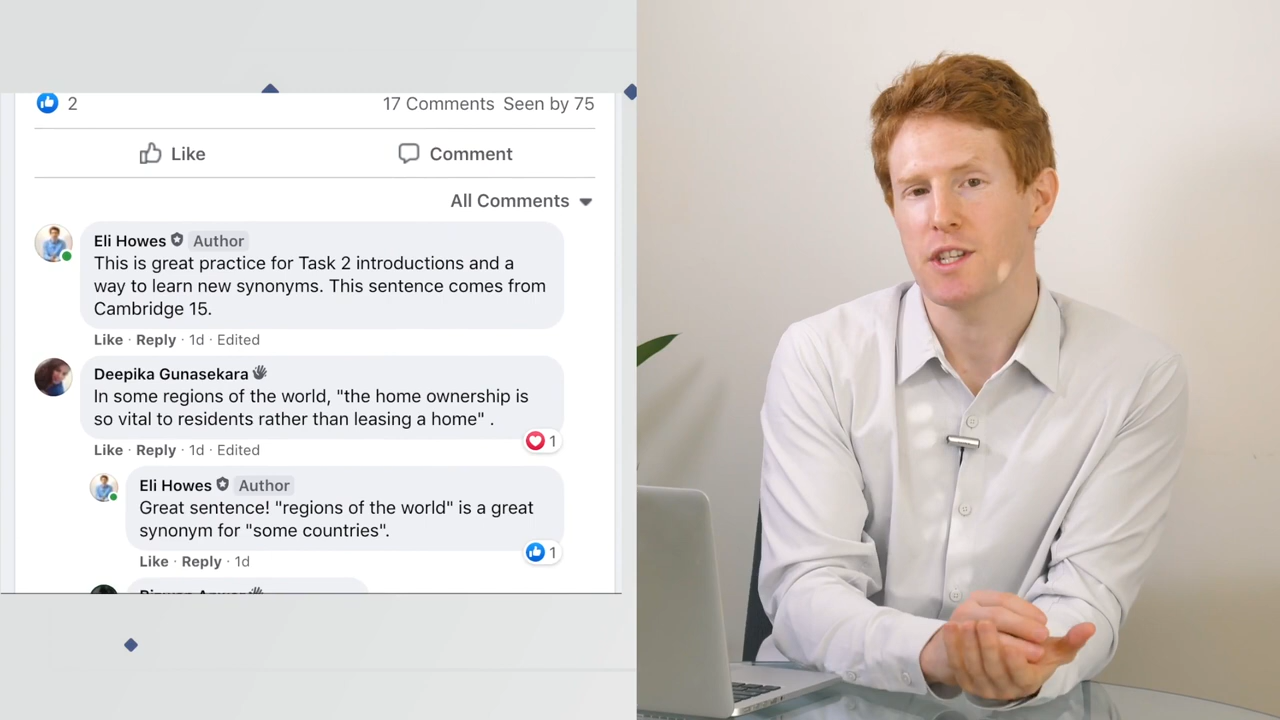 2
17 Comments Seen by 75
Like
Comment
All Comments
Eli Howes Author
This is great practice for Task 2 introductions and a
way to learn new synonyms. This sentence comes from
Cambridge 15.
Like · Reply · 1d · Edited
Deepika Gunasekara
In some regions of the world, "the home ownership is
so vital to residents rather than leasing a home" .
1
Like · Reply · 1d · Edited
Eli Howes Author
Great sentence! "regions of the world" is a great
synonym for "some countries".
1
Like · Reply · 1d